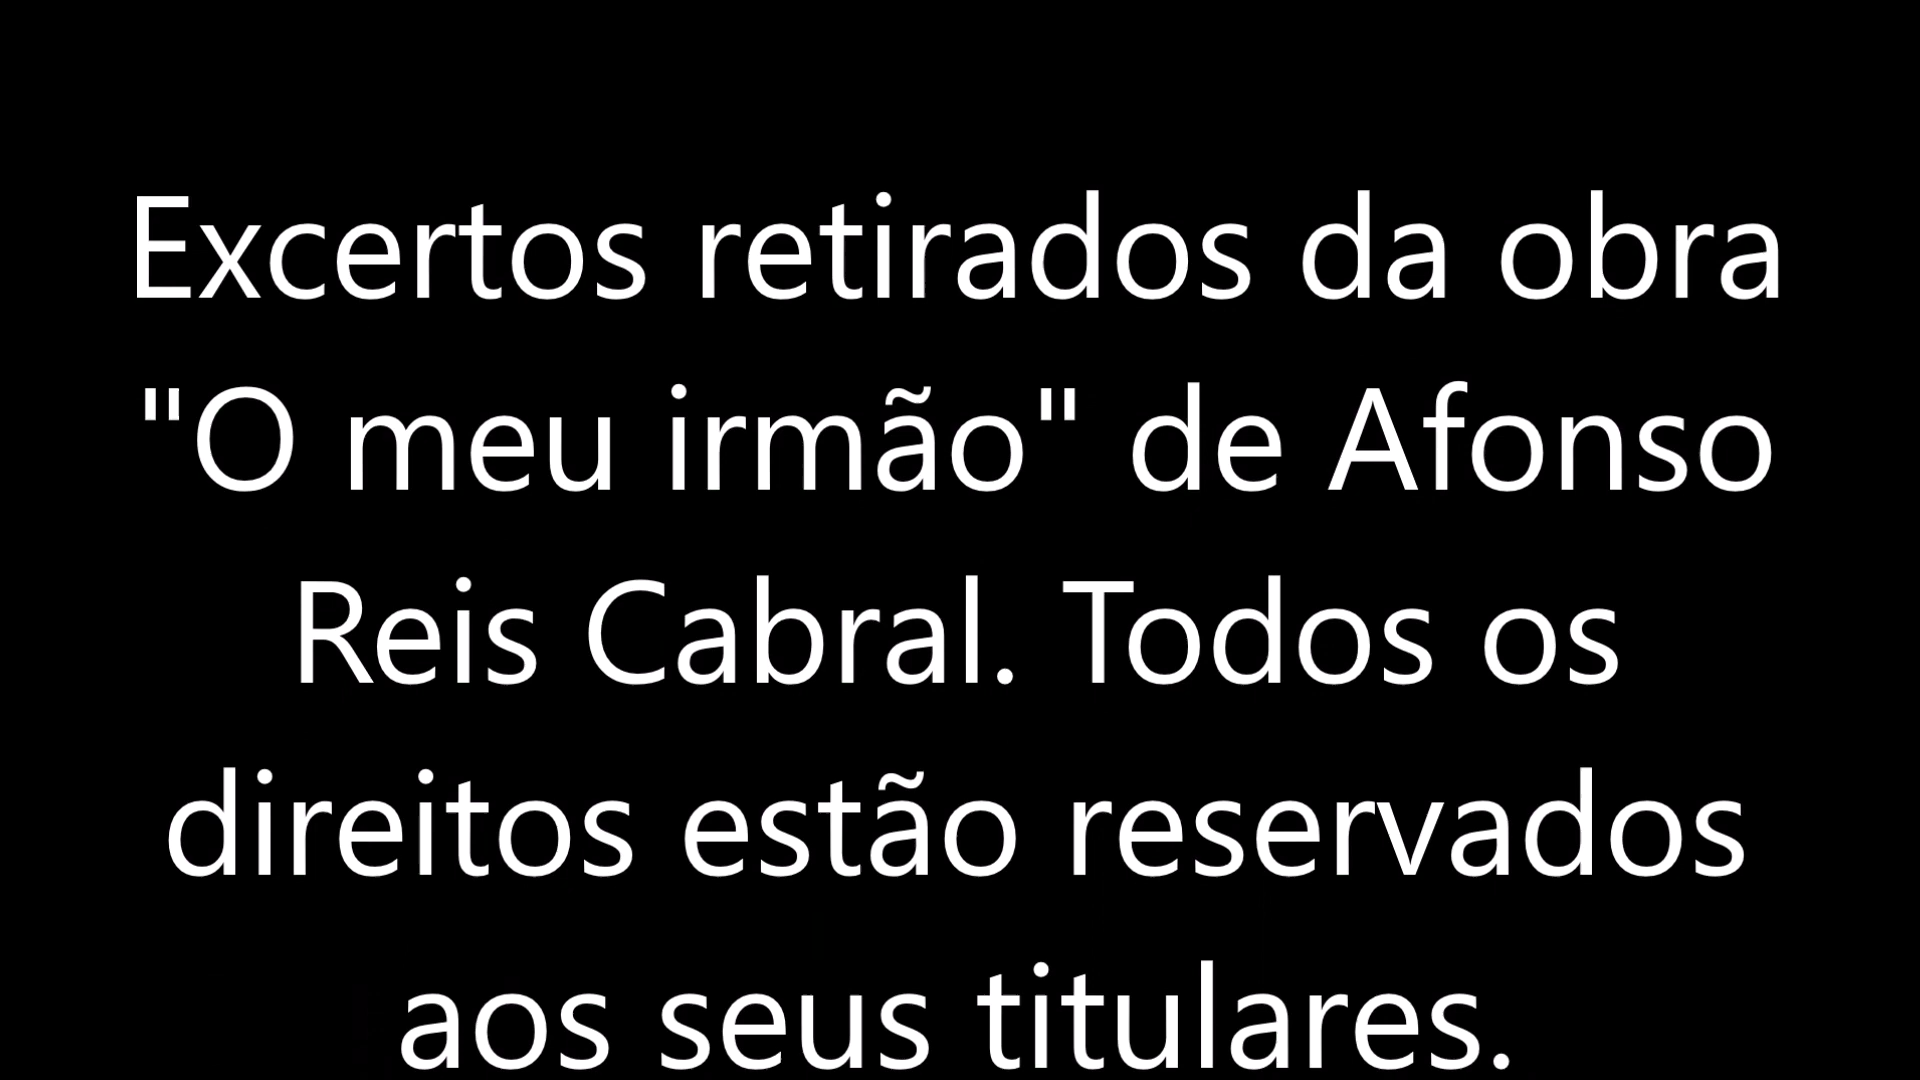 Excertos retirados da obra
"O meu irmão" de Afonso
Reis Cabral. Todos os
direitos estão reservados
aos seus titulares.